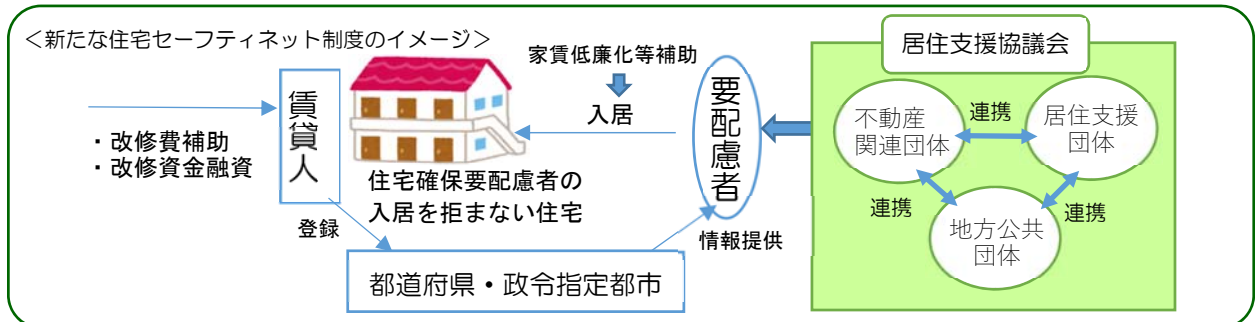 ＜新たな住宅セーフティネット制度のイメージ＞
・改修費補助
・改修資金融資
賃貸人
登録
住宅確保要配慮者の
入居を拒まない住宅
都道府県・政令指定都市
家賃低廉化等補助
入居
要配慮者
情報提供
居住支援協議会
不動産
関連団体
連携
居住支援
団体
連携
連携
地方公共
団体